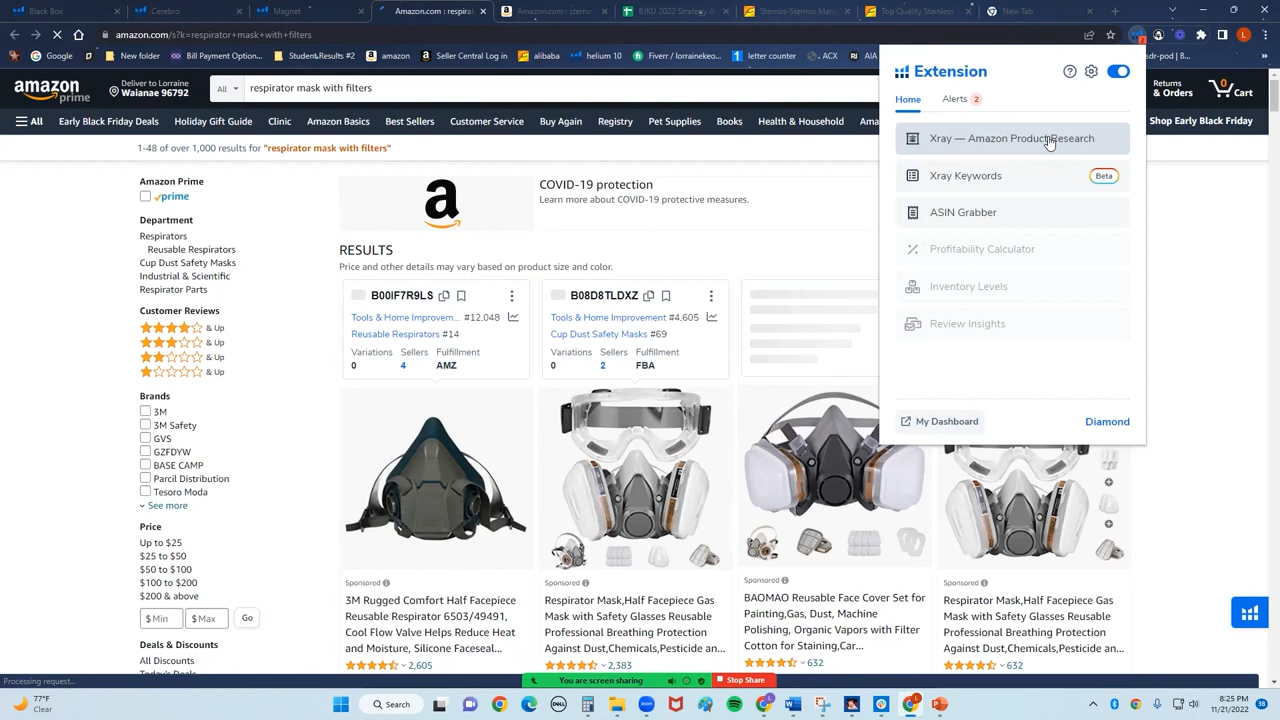 Black Box
Cerebro
Magnet
Amazon.com : respirat
Amazon.com : sterno
BJKU 2022-Strategy &
Sternos-Sternos Man
Top Quality Stainless
New Tab
amazon.com/s?k=respirator+mask+with+filters
Google
New folder
Bill Payment Option...
Student&Results #2
amazon
Seller Central Log in
alibaba
helium 10
Fiverr / lorrainekeo...
letter counter
ACX
amazon
prime
Deliver to Lorraine
Waianae 96792
All
respirator mask with filters
Returns
& Orders
0
Cart
All
Early Black Friday Deals
Holiday Gift Guide
Clinic
Amazon Basics
Best Sellers
Customer Service
Buy Again
Registry
Pet Supplies
Books
Health & Household
Shop Early Black Friday
1-48 of over 1,000 results for "respirator mask with filters"
Extension
Home
Alerts 2
Xray — Amazon Product Research
Xray Keywords
Beta
ASIN Grabber
Profitability Calculator
Inventory Levels
Review Insights
My Dashboard
Diamond
Amazon Prime
prime
Department
Respirators
Reusable Respirators
Cup Dust Safety Masks
Industrial & Scientific
Respirator Parts
Customer Reviews
& Up
& Up
& Up
& Up
Brands
3M
3M Safety
GVS
GZFDYW
BASE CAMP
Parcil Distribution
Tesoro Moda
See more
Price
Up to $25
$25 to $50
$50 to $100
$100 to $200
$200 & above
$ Min
$ Max
Go
Deals & Discounts
All Discounts
Today's Deals
a
COVID-19 protection
Learn more about COVID-19 protective measures.
RESULTS
Price and other details may vary based on product size and color.
B00IF7R9LS
Tools & Home Improvem... #12,048
Reusable Respirators #14
Variations Sellers Fulfillment
0 4 AMZ
B08D8TLDXZ
Tools & Home Improvement #4,605
Cup Dust Safety Masks #69
Variations Sellers Fulfillment
0 2 FBA
Sponsored
3M Rugged Comfort Half Facepiece
Reusable Respirator 6503/49491,
Cool Flow Valve Helps Reduce Heat
and Moisture, Silicone Faceseal...
2,605
Sponsored
Respirator Mask,Half Facepiece Gas
Mask with Safety Glasses Reusable
Professional Breathing Protection
Against Dust,Chemicals,Pesticide an...
2,383
Sponsored
BAOMAO Reusable Face Cover Set for
Painting,Gas, Dust, Machine
Polishing, Organic Vapors with Filter
Cotton for Staining,Car...
632
Sponsored
Respirator Mask,Half Facepiece Gas
Mask with Safety Glasses Reusable
Professional Breathing Protection
Against Dust,Chemicals,Pesticide an...
632
Processing request...
You are screen sharing
Stop Share
77°F
Clear
Search
8:25 PM
11/21/2022